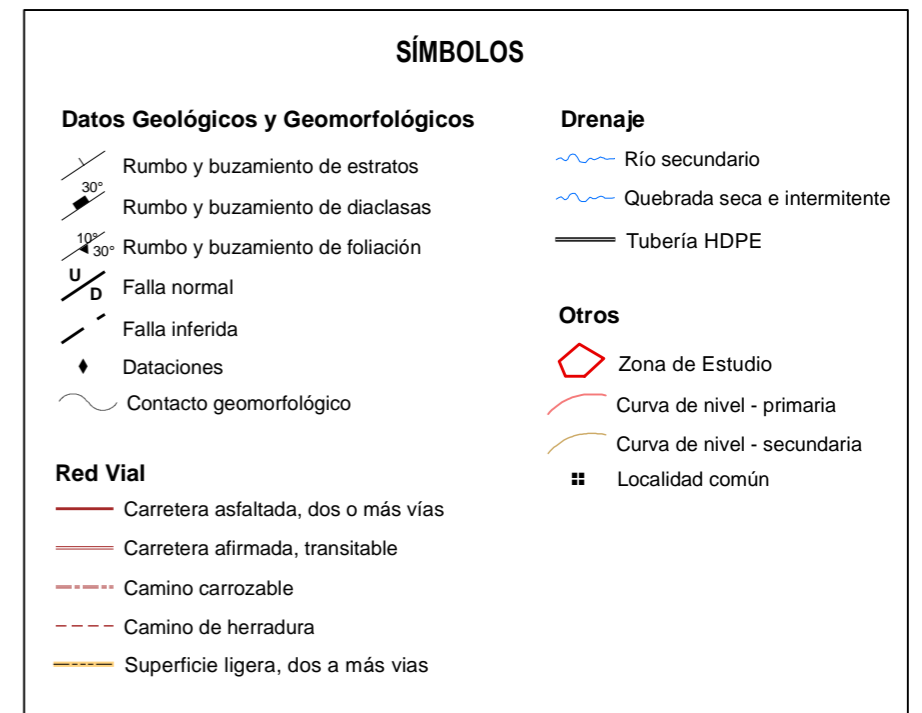 SÍMBOLOS
Datos Geológicos y Geomorfológicos
Rumbo y buzamiento de estratos
30°
Rumbo y buzamiento de diaclasas
10°
30°
Rumbo y buzamiento de foliación
U
D
Falla normal
Falla inferida
Dataciones
Contacto geomorfológico
Red Vial
Carretera asfaltada, dos o más vías
Carretera afirmada, transitable
Camino carrozable
Camino de herradura
Superficie ligera, dos a más vias
Drenaje
Río secundario
Quebrada seca e intermitente
Tubería HDPE
Otros
Zona de Estudio
Curva de nivel - primaria
Curva de nivel - secundaria
Localidad común